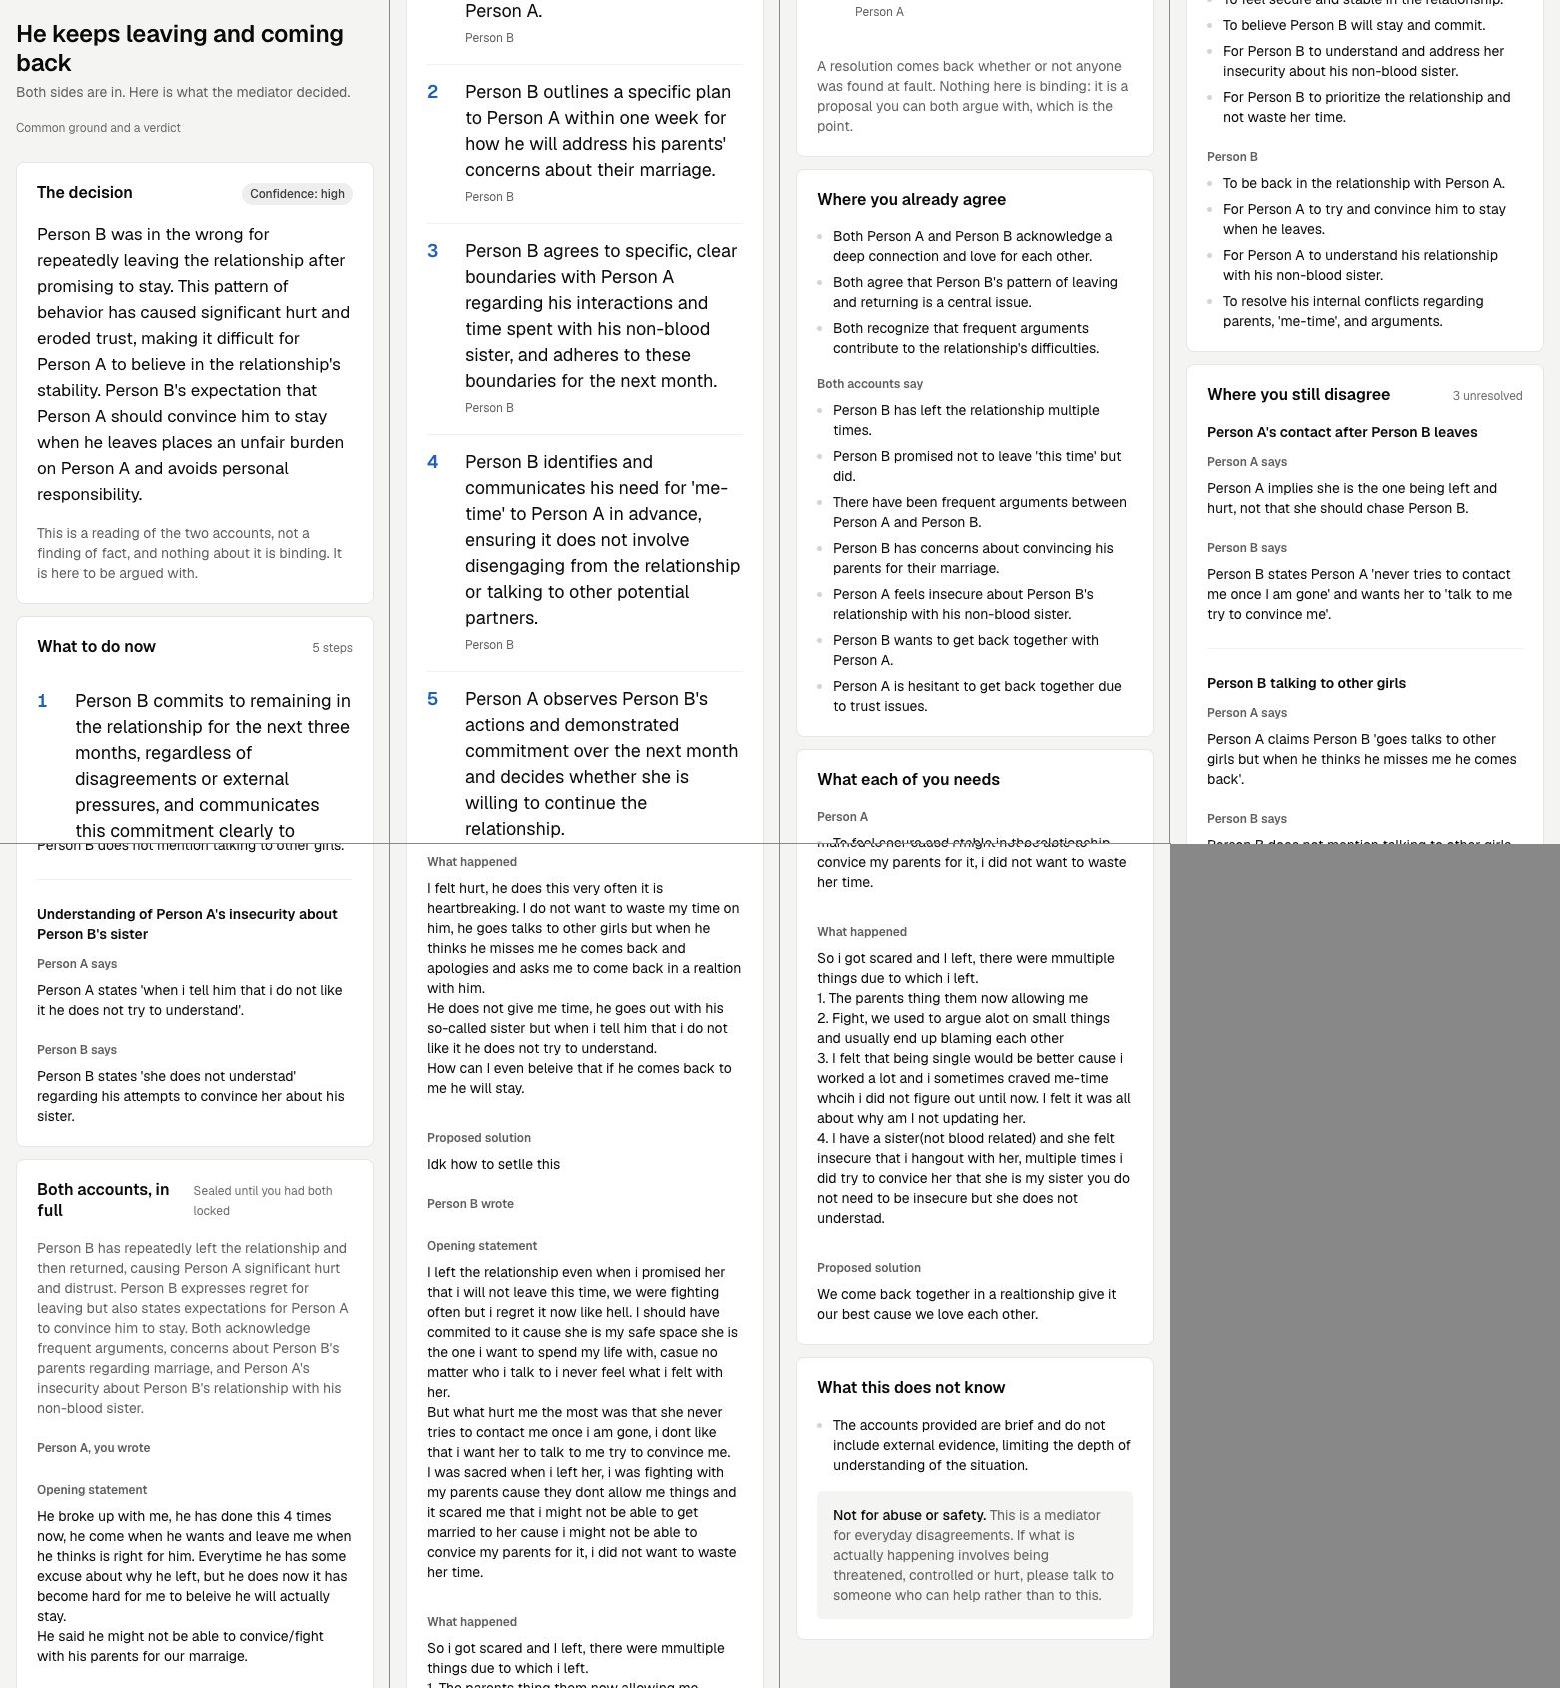 He keeps leaving and coming
back
Both sides are in. Here is what the mediator decided.
Common ground and a verdict
The decision
Confidence: high
Person B was in the wrong for
repeatedly leaving the relationship after
promising to stay. This pattern of
behavior has caused significant hurt and
eroded trust, making it difficult for
Person A to believe in the relationship's
stability. Person B's expectation that
Person A should convince him to stay
when he leaves places an unfair burden
on Person A and avoids personal
responsibility.
This is a reading of the two accounts, not a
finding of fact, and nothing about it is binding. It
is here to be argued with.
What to do now
5 steps
1
Person B commits to remaining in
the relationship for the next three
months, regardless of
disagreements or external
pressures, and communicates
this commitment clearly to
Person A.
Person B
2
Person B outlines a specific plan
to Person A within one week for
how he will address his parents'
concerns about their marriage.
Person B
3
Person B agrees to specific, clear
boundaries with Person A
regarding his interactions and
time spent with his non-blood
sister, and adheres to these
boundaries for the next month.
Person B
4
Person B identifies and
communicates his need for 'me-
time' to Person A in advance,
ensuring it does not involve
disengaging from the relationship
or talking to other potential
partners.
Person B
5
Person A observes Person B's
actions and demonstrated
commitment over the next month
and decides whether she is
willing to continue the
relationship.
Person A
A resolution comes back whether or not anyone
was found at fault. Nothing here is binding: it is a
proposal you can both argue with, which is the
point.
Where you already agree
Both Person A and Person B acknowledge a
deep connection and love for each other.
Both agree that Person B's pattern of leaving
and returning is a central issue.
Both recognize that frequent arguments
contribute to the relationship's difficulties.
Both accounts say
Person B has left the relationship multiple
times.
Person B promised not to leave 'this time' but
did.
There have been frequent arguments between
Person A and Person B.
Person B has concerns about convincing his
parents for their marriage.
Person A feels insecure about Person B's
relationship with his non-blood sister.
Person B wants to get back together with
Person A.
Person A is hesitant to get back together due
to trust issues.
What each of you needs
Person A
To feel secure and stable in the relationship.
To believe Person B will stay and commit.
For Person B to understand and address her
insecurity about his non-blood sister.
For Person B to prioritize the relationship and
not waste her time.
Person B
To be back in the relationship with Person A.
For Person A to try and convince him to stay
when he leaves.
For Person A to understand his relationship
with his non-blood sister.
To resolve his internal conflicts regarding
parents, 'me-time', and arguments.
Where you still disagree
3 unresolved
Person A's contact after Person B leaves
Person A says
Person A implies she is the one being left and
hurt, not that she should chase Person B.
Person B says
Person B states Person A 'never tries to contact
me once I am gone' and wants her to 'talk to me
try to convince me'.
Person B talking to other girls
Person A says
Person A claims Person B 'goes talks to other
girls but when he thinks he misses me he comes
back'.
Person B says
Person B does not mention talking to other girls.
Person B does not mention talking to other girls.
Understanding of Person A's insecurity about
Person B's sister
Person A says
Person A states 'when i tell him that i do not like
it he does not try to understand'.
Person B says
Person B states 'she does not understad'
regarding his attempts to convince her about his
sister.
Both accounts, in
full
Sealed until you had both
locked
Person B has repeatedly left the relationship and
then returned, causing Person A significant hurt
and distrust. Person B expresses regret for
leaving but also states expectations for Person A
to convince him to stay. Both acknowledge
frequent arguments, concerns about Person B's
parents regarding marriage, and Person A's
insecurity about Person B's relationship with his
non-blood sister.
Person A, you wrote
Opening statement
He broke up with me, he has done this 4 times
now, he come when he wants and leave me when
he thinks is right for him. Everytime he has some
excuse about why he left, but he does now it has
become hard for me to beleive he will actually
stay.
He said he might not be able to convice/fight
with his parents for our marraige.
What happened
I felt hurt, he does this very often it is
heartbreaking. I do not want to waste my time on
him, he goes talks to other girls but when he
thinks he misses me he comes back and
apologies and asks me to come back in a realtion
with him.
He does not give me time, he goes out with his
so-called sister but when i tell him that i do not
like it he does not try to understand.
How can I even beleive that if he comes back to
me he will stay.
Proposed solution
Idk how to setlle this
Person B wrote
Opening statement
I left the relationship even when i promised her
that i will not leave this time, we were fighting
often but i regret it now like hell. I should have
commited to it cause she is my safe space she is
the one i want to spend my life with, casue no
matter who i talk to i never feel what i felt with
her.
But what hurt me the most was that she never
tries to contact me once i am gone, i dont like
that i want her to talk to me try to convince me.
I was sacred when i left her, i was fighting with
my parents cause they dont allow me things and
it scared me that i might not be able to get
married to her cause i might not be able to
convice my parents for it, i did not want to waste
her time.
What happened
So i got scared and I left, there were mmultiple
things due to which i left.
1. The parents thing them now allowing me
convice my parents for it, i did not want to waste
her time.
What happened
So i got scared and I left, there were mmultiple
things due to which i left.
1. The parents thing them now allowing me
2. Fight, we used to argue alot on small things
and usually end up blaming each other
3. I felt that being single would be better cause i
worked a lot and i sometimes craved me-time
whcih i did not figure out until now. I felt it was all
about why am I not updating her.
4. I have a sister(not blood related) and she felt
insecure that i hangout with her, multiple times i
did try to convice her that she is my sister you do
not need to be insecure but she does not
understad.
Proposed solution
We come back together in a realtionship give it
our best cause we love each other.
What this does not know
The accounts provided are brief and do not
include external evidence, limiting the depth of
understanding of the situation.
Not for abuse or safety. This is a mediator
for everyday disagreements. If what is
actually happening involves being
threatened, controlled or hurt, please talk to
someone who can help rather than to this.